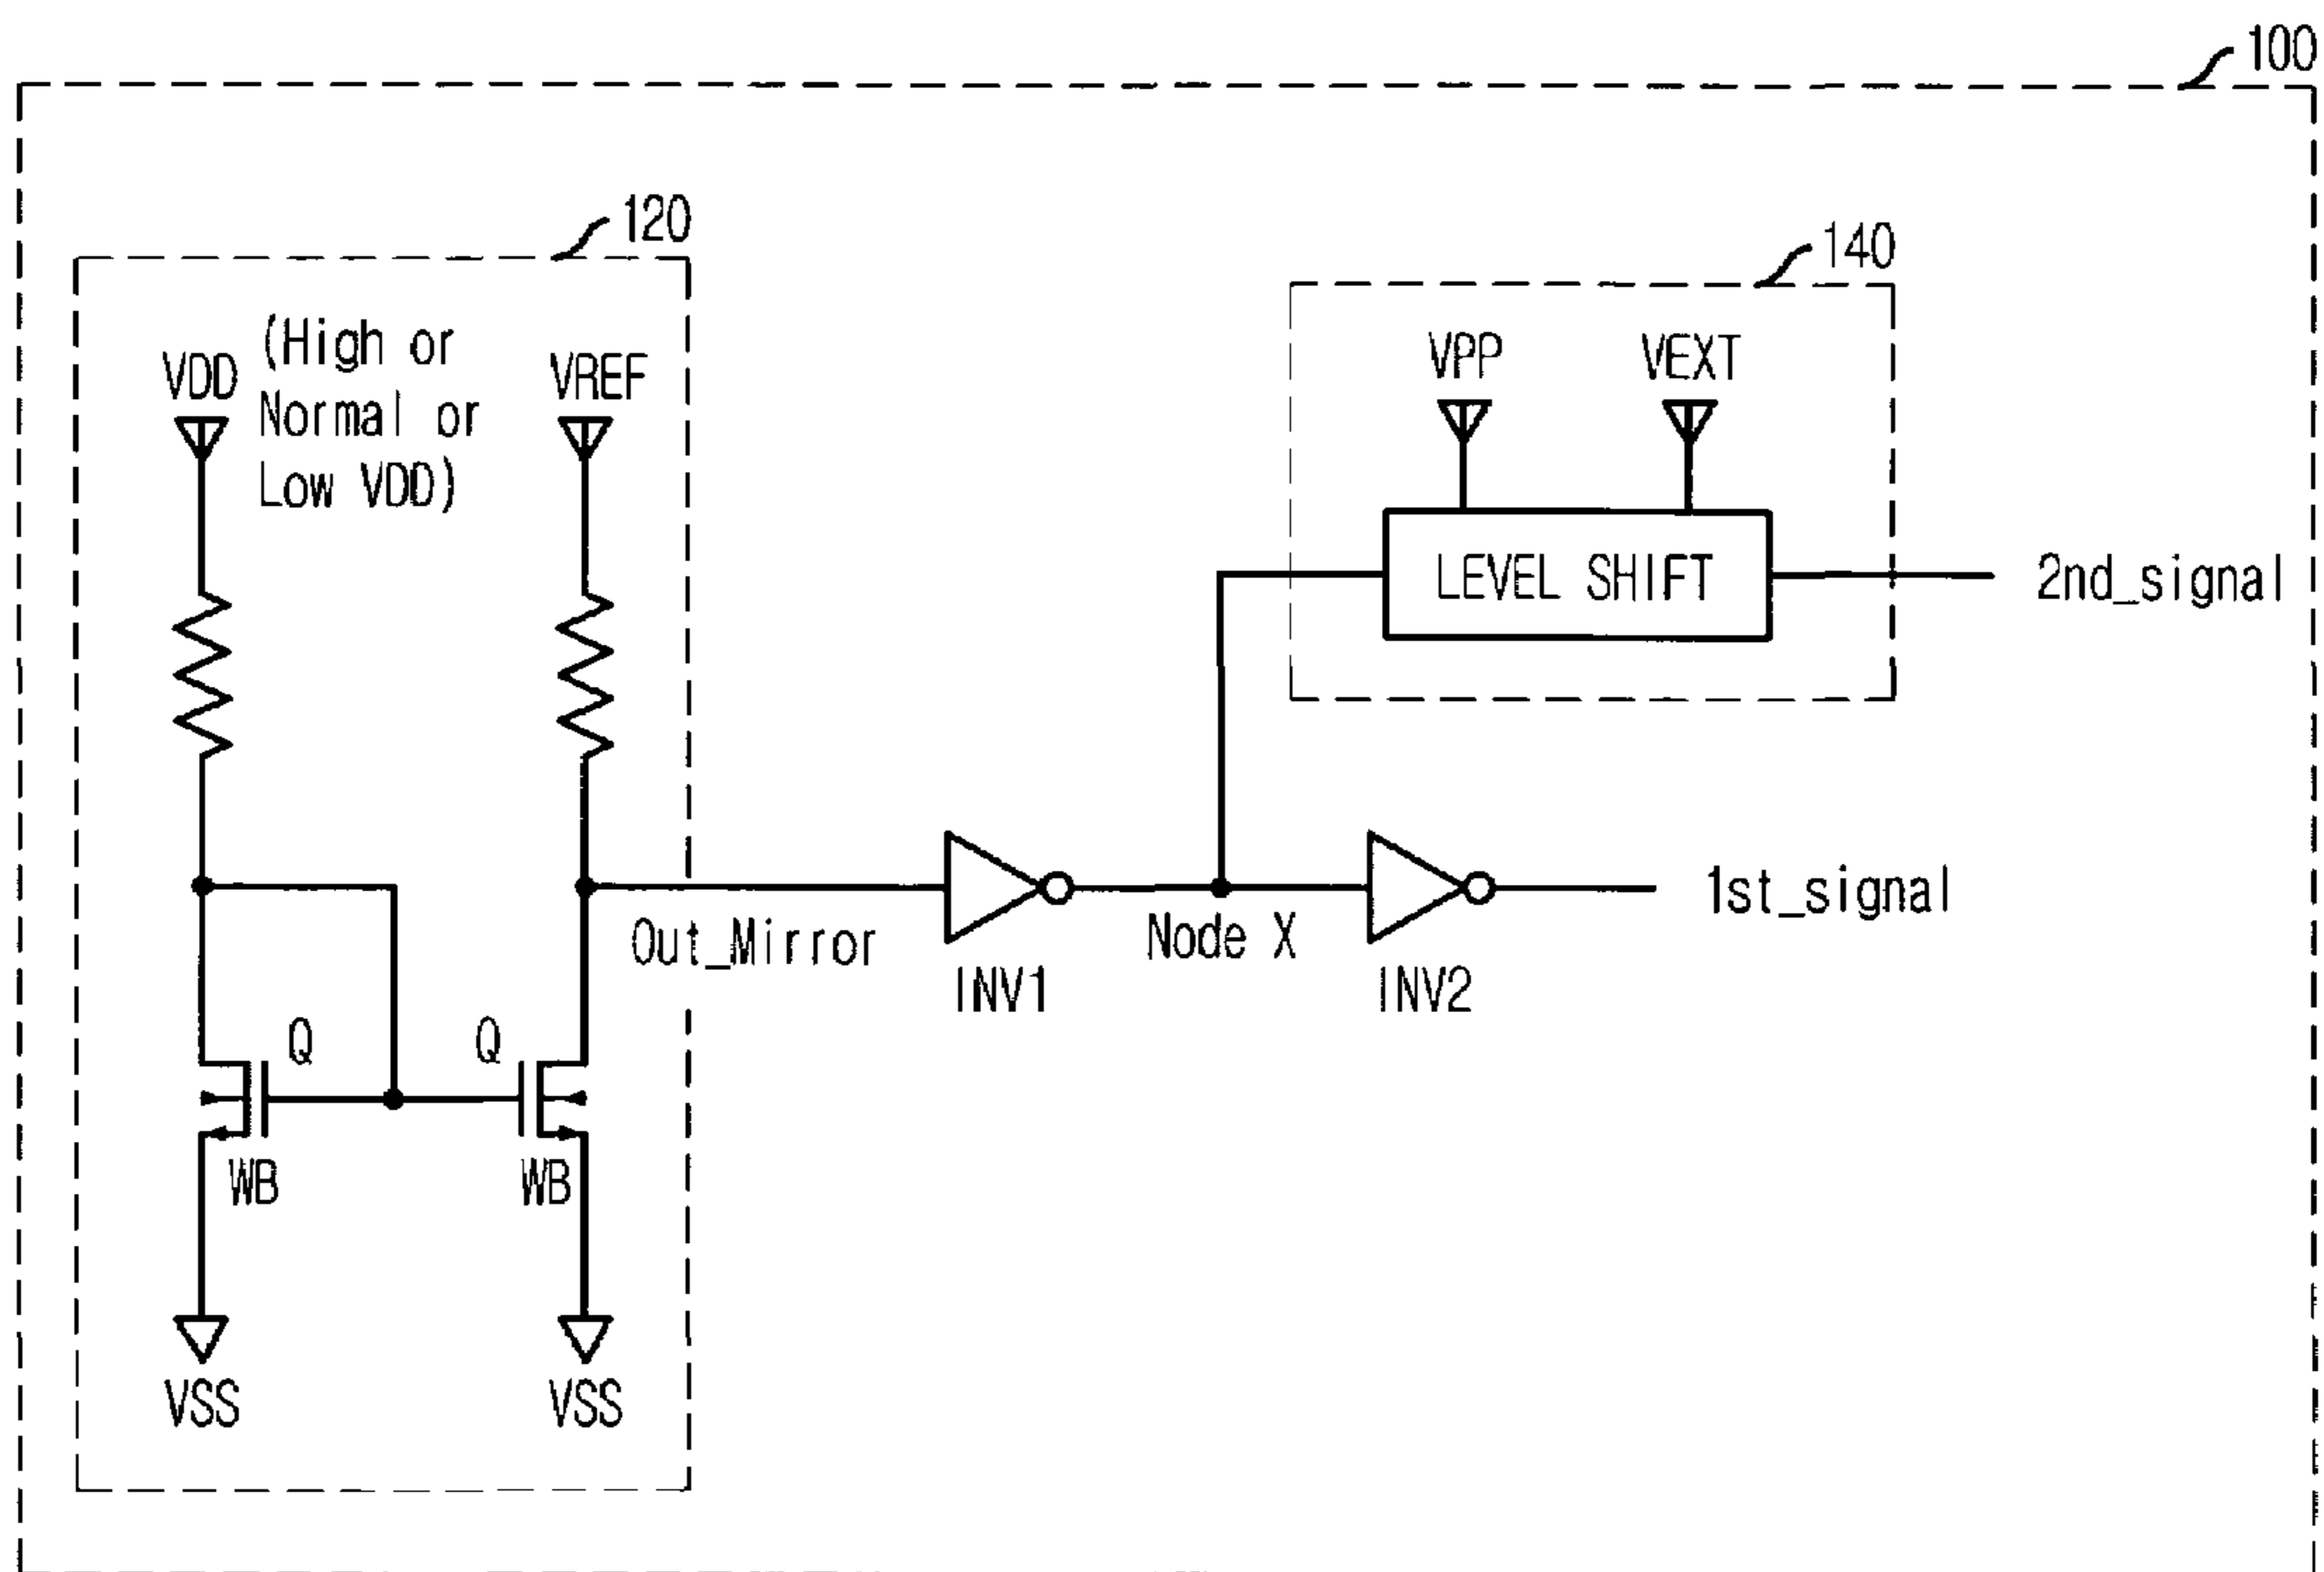 100
120
140
VDD
(High or
Normal or
Low VDD)
VREF
VPP
VEXT
LEVEL SHIFT
2nd_signal
Out_Mirror
INV1
Node X
INV2
1st_signal
Q
Q
WB
WB
VSS
VSS